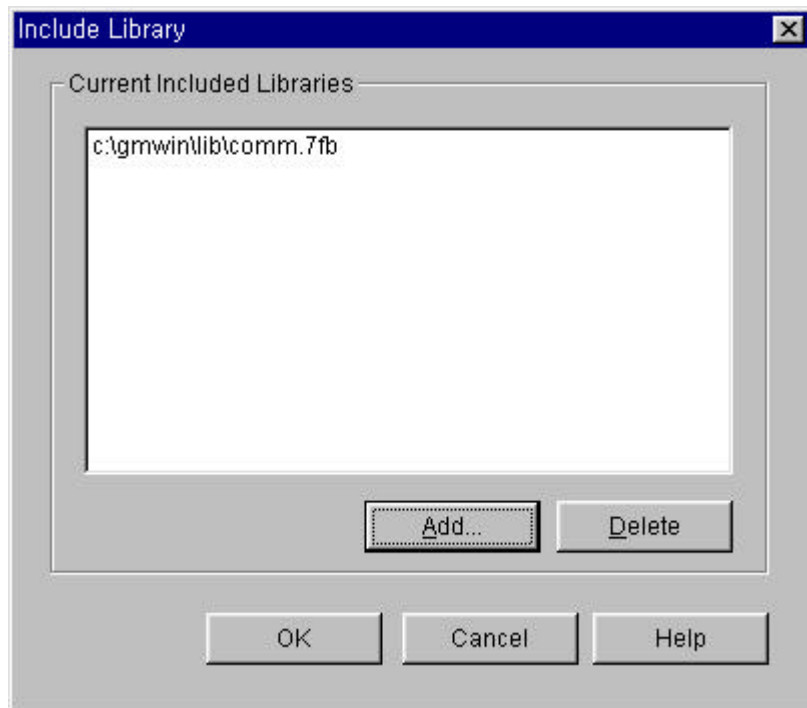 Include Library
Current Included Libraries
c:\gmwin\lib\comm.7fb
Add... Delete
OK Cancel Help